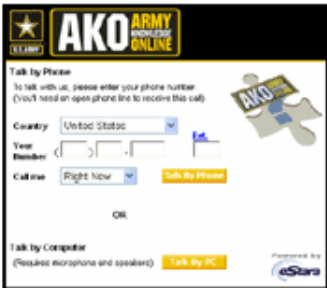 U.S. ARMY
AKO ARMY KNOWLEDGE ONLINE
Talk by Phone
To talk with us, please enter your phone number.
(You'll need an open phone line to receive this call)
AKO
Country United States
Ext.
Your Number ( ) -
Call me Right Now Talk By Phone
OR
Talk by Computer
(Requires microphone and speakers) Talk By PC
Powered by
eStara